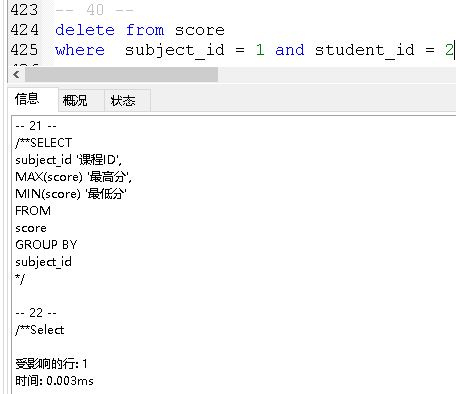 423 -- 40 --
424 delete from score
425 where  subject_id = 1 and student_id = 2
信息 概况 状态
-- 21 --
/**SELECT
subject_id '课程ID',
MAX(score) '最高分',
MIN(score) '最低分'
FROM
score
GROUP BY
subject_id
*/
-- 22 --
/**Select
受影响的行: 1
时间: 0.003ms